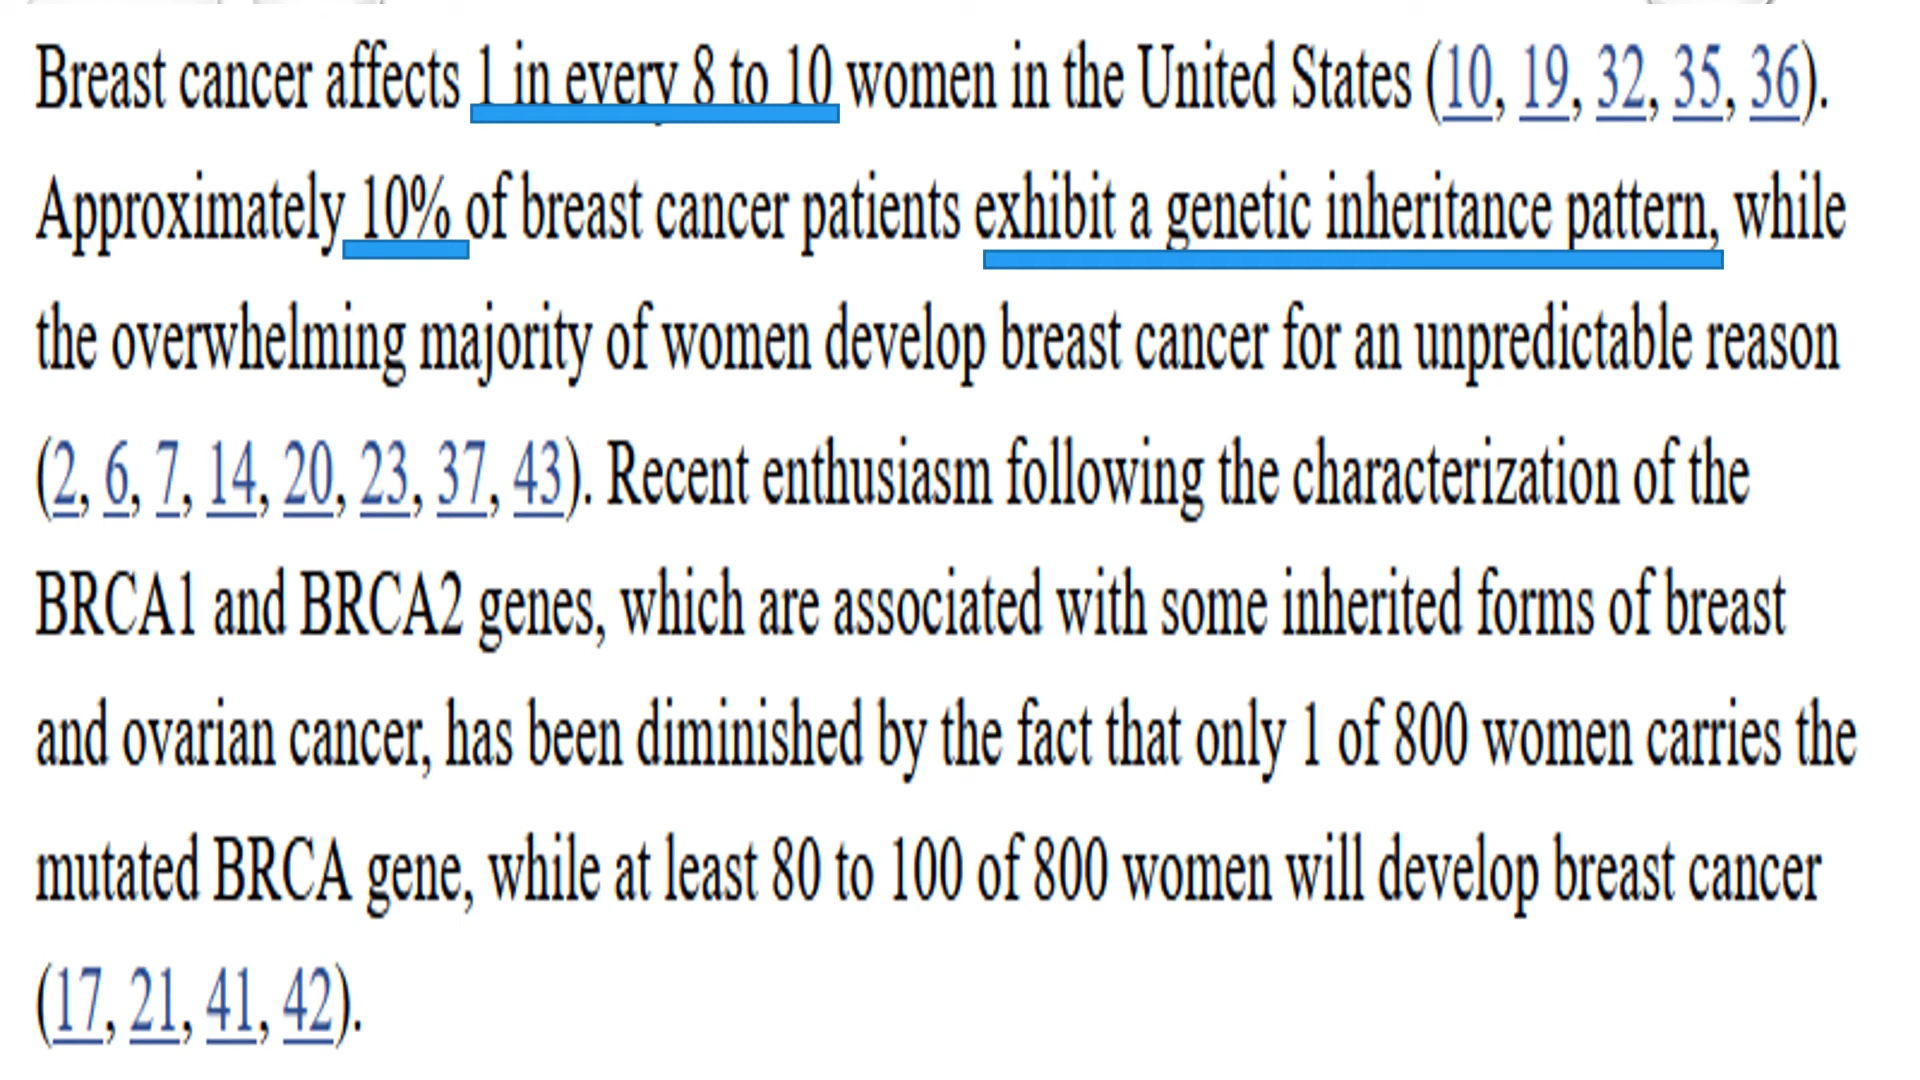 Breast cancer affects 1 in every 8 to 10 women in the United States (10, 19, 32, 35, 36).
Approximately 10% of breast cancer patients exhibit a genetic inheritance pattern, while
the overwhelming majority of women develop breast cancer for an unpredictable reason
(2, 6, 7, 14, 20, 23, 37, 43). Recent enthusiasm following the characterization of the
BRCA1 and BRCA2 genes, which are associated with some inherited forms of breast
and ovarian cancer, has been diminished by the fact that only 1 of 800 women carries the
mutated BRCA gene, while at least 80 to 100 of 800 women will develop breast cancer
(17, 21, 41, 42).